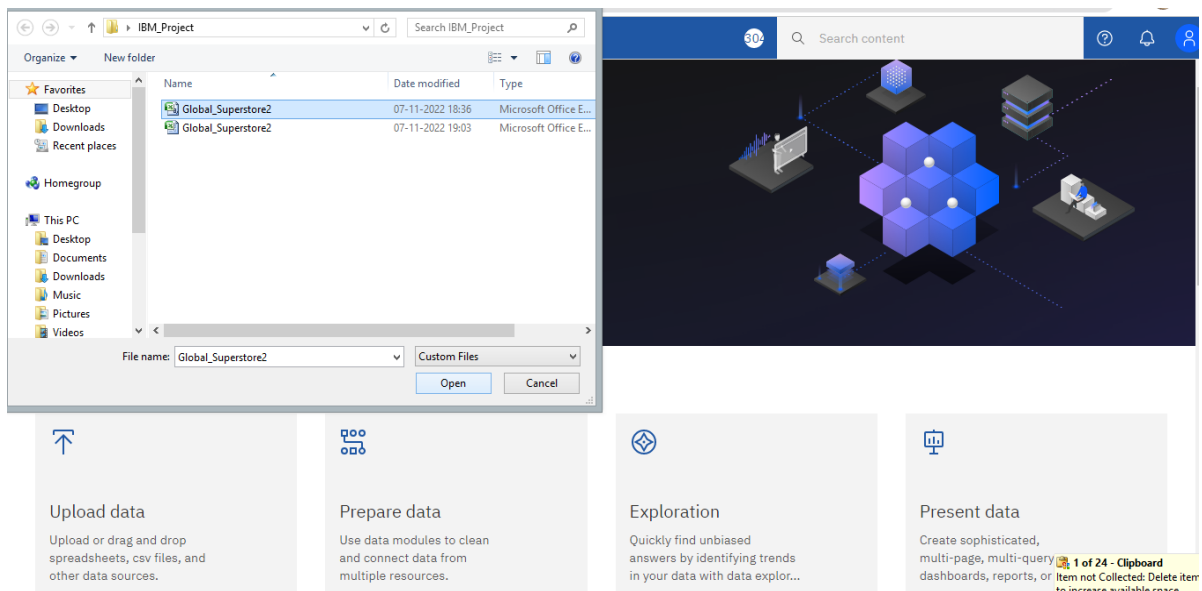 IBM_Project
Search IBM_Project
Organize
New folder
Favorites
Desktop
Downloads
Recent places
Homegroup
This PC
Desktop
Documents
Downloads
Music
Pictures
Videos
Name Date modified Type
Global_Superstore2 07-11-2022 18:36 Microsoft Office E...
Global_Superstore2 07-11-2022 19:03 Microsoft Office E...
File name: Global_Superstore2 Custom Files
Open Cancel
304
Search content
Upload data
Upload or drag and drop
spreadsheets, csv files, and
other data sources.
Prepare data
Use data modules to clean
and connect data from
multiple resources.
Exploration
Quickly find unbiased
answers by identifying trends
in your data with data explor...
Present data
Create sophisticated,
multi-page, multi-query
dashboards, reports, or
1 of 24 - Clipboard
Item not Collected: Delete item
to increase available space